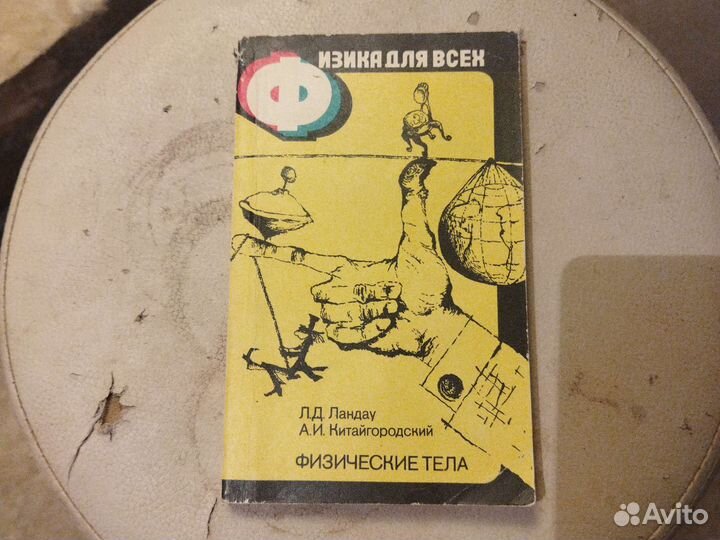 ФИЗИКА ДЛЯ ВСЕХ
Л.Д. Ландау
А.И. Китайгородский
ФИЗИЧЕСКИЕ ТЕЛА
Avito